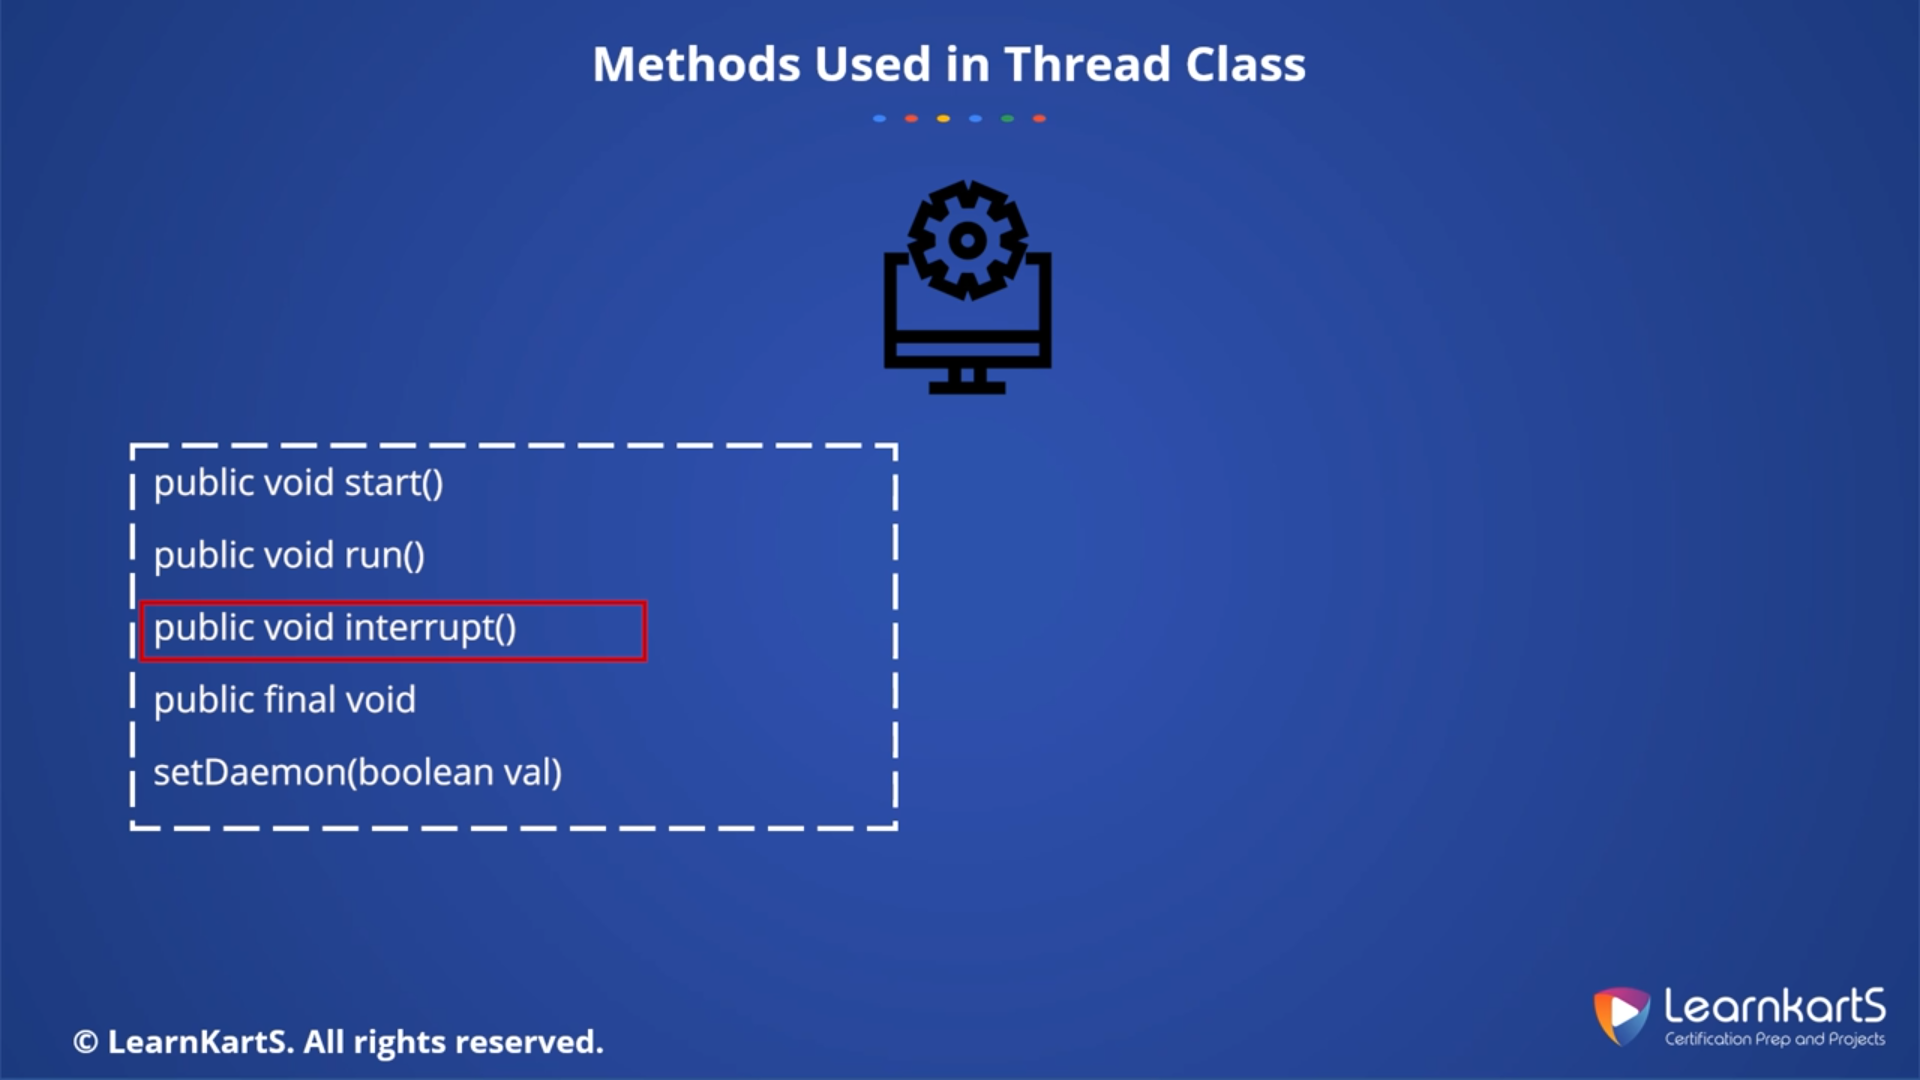 Methods Used in Thread Class
public void start()
public void run()
public void interrupt()
public final void
setDaemon(boolean val)
© LearnKartS. All rights reserved.
LearnkartS
Certification Prep and Projects